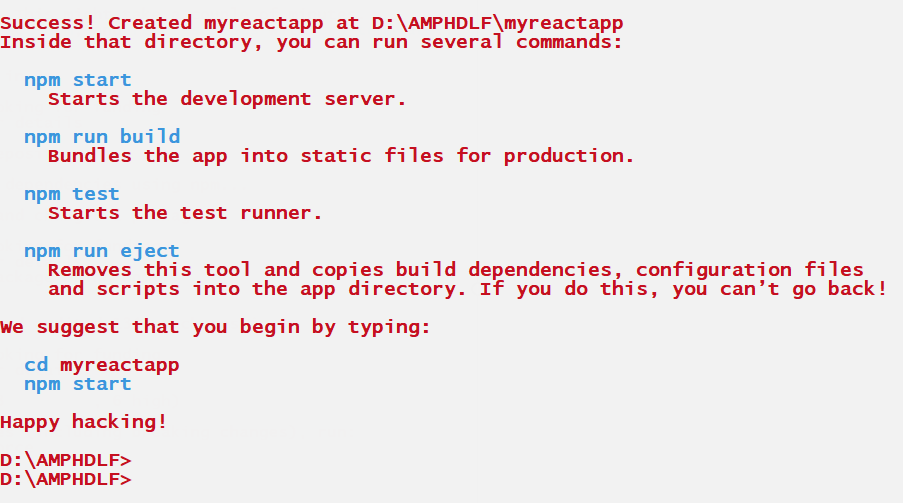 Success! Created myreactapp at D:\AMPHDLF\myreactapp
Inside that directory, you can run several commands:
npm start
Starts the development server.
npm run build
Bundles the app into static files for production.
npm test
Starts the test runner.
npm run eject
Removes this tool and copies build dependencies, configuration files
and scripts into the app directory. If you do this, you can’t go back!
We suggest that you begin by typing:
cd myreactapp
npm start
Happy hacking!
D:\AMPHDLF>
D:\AMPHDLF>